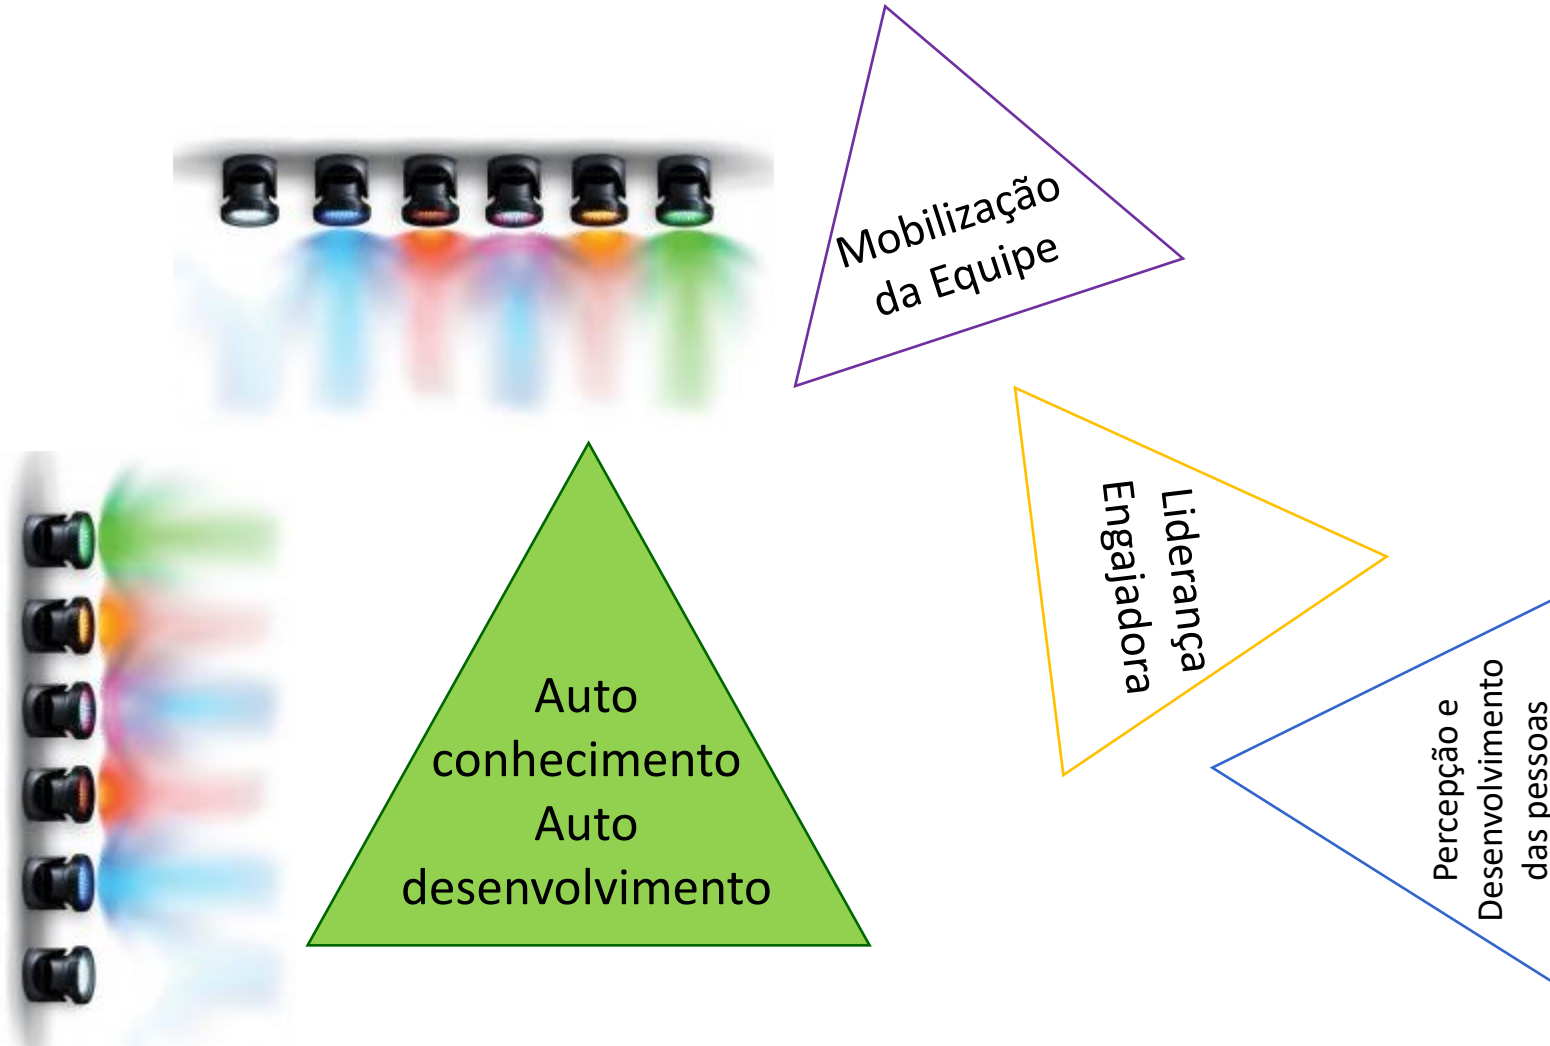 Mobilização
da Equipe
Liderança
Engajadora
Auto
conhecimento
Auto
desenvolvimento
Percepção e
Desenvolvimento
das pessoas